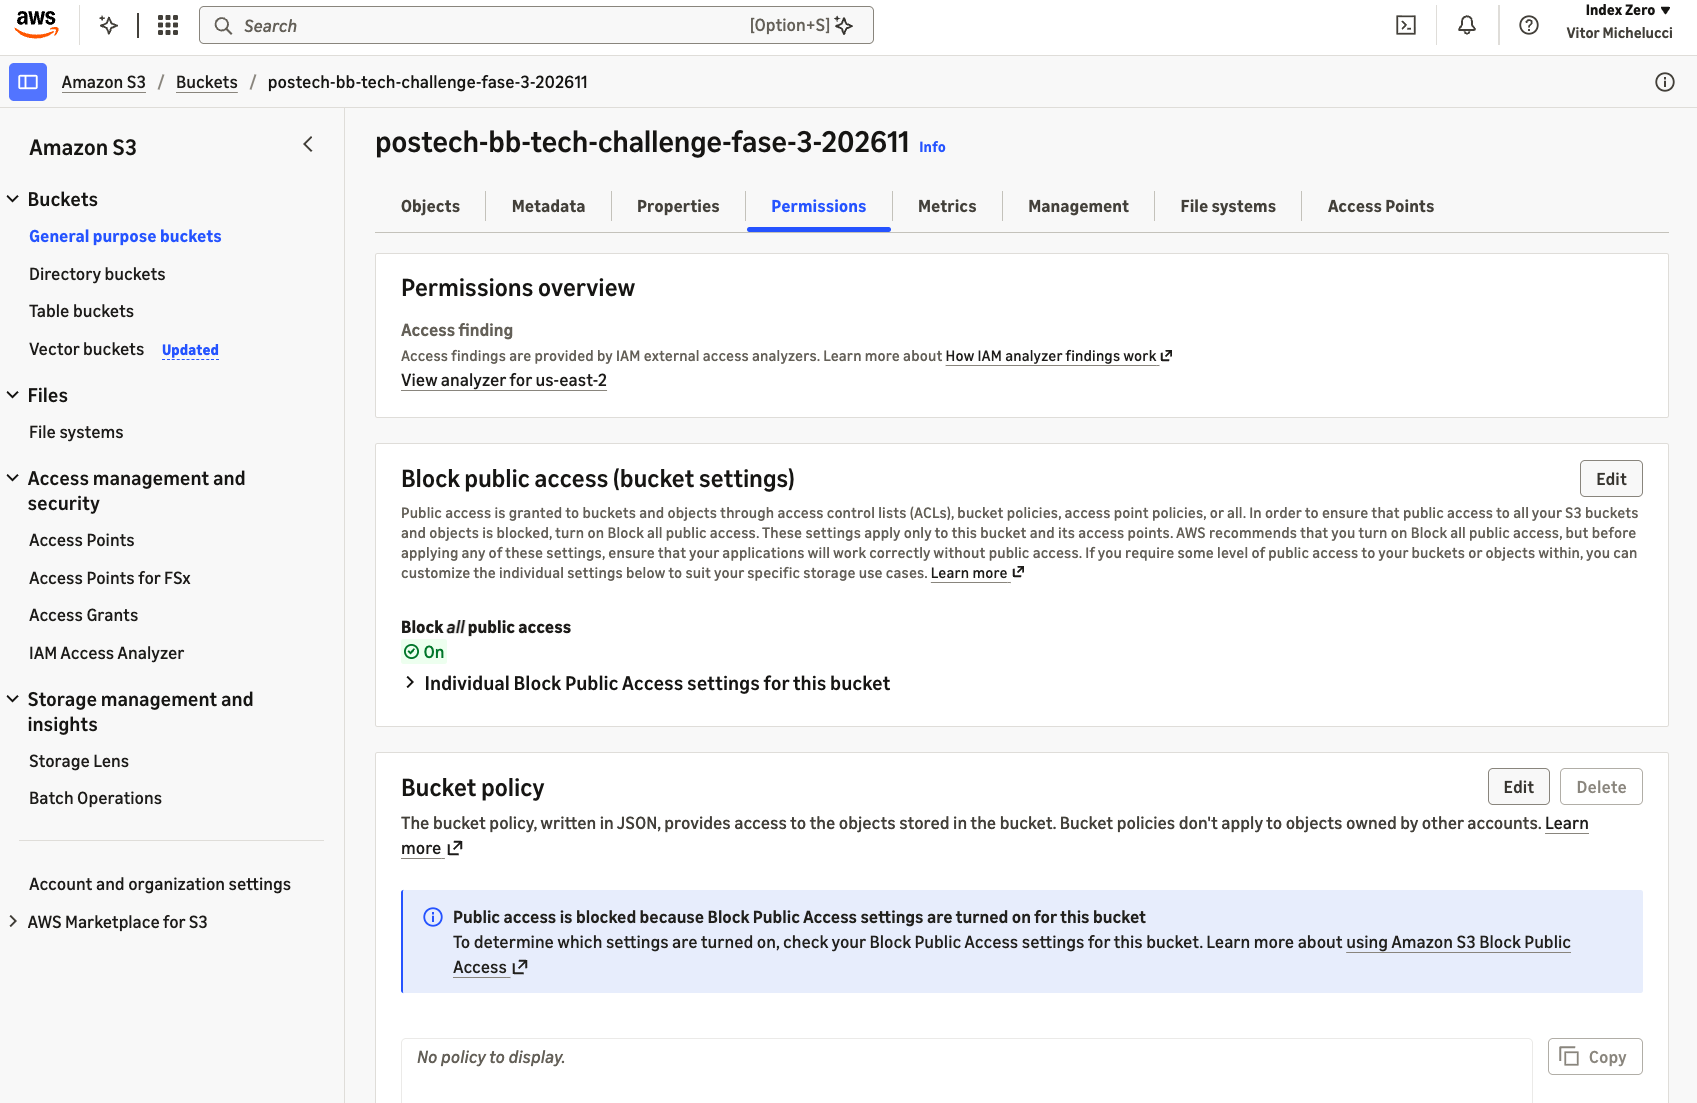 aws
Search
[Option+S]
Index Zero
Vitor Michelucci
Amazon S3 / Buckets / postech-bb-tech-challenge-fase-3-202611
Amazon S3
Buckets
General purpose buckets
Directory buckets
Table buckets
Vector buckets Updated
Files
File systems
Access management and
security
Access Points
Access Points for FSx
Access Grants
IAM Access Analyzer
Storage management and
insights
Storage Lens
Batch Operations
Account and organization settings
AWS Marketplace for S3
postech-bb-tech-challenge-fase-3-202611 Info
Objects Metadata Properties Permissions Metrics Management File systems Access Points
Permissions overview
Access finding
Access findings are provided by IAM external access analyzers. Learn more about How IAM analyzer findings work
View analyzer for us-east-2
Block public access (bucket settings)
Edit
Public access is granted to buckets and objects through access control lists (ACLs), bucket policies, access point policies, or all. In order to ensure that public access to all your S3 buckets
and objects is blocked, turn on Block all public access. These settings apply only to this bucket and its access points. AWS recommends that you turn on Block all public access, but before
applying any of these settings, ensure that your applications will work correctly without public access. If you require some level of public access to your buckets or objects within, you can
customize the individual settings below to suit your specific storage use cases. Learn more
Block all public access
On
Individual Block Public Access settings for this bucket
Bucket policy
Edit
Delete
The bucket policy, written in JSON, provides access to the objects stored in the bucket. Bucket policies don't apply to objects owned by other accounts. Learn
more
Public access is blocked because Block Public Access settings are turned on for this bucket
To determine which settings are turned on, check your Block Public Access settings for this bucket. Learn more about using Amazon S3 Block Public
Access
No policy to display.
Copy